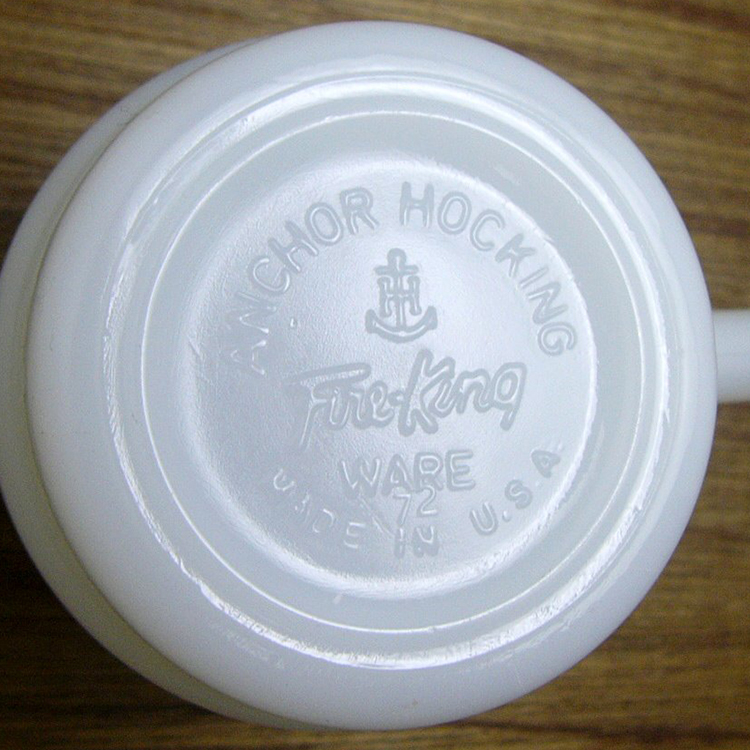 ANCHOR HOCKING
H
Fire-King
WARE
72
MADE IN U.S.A.